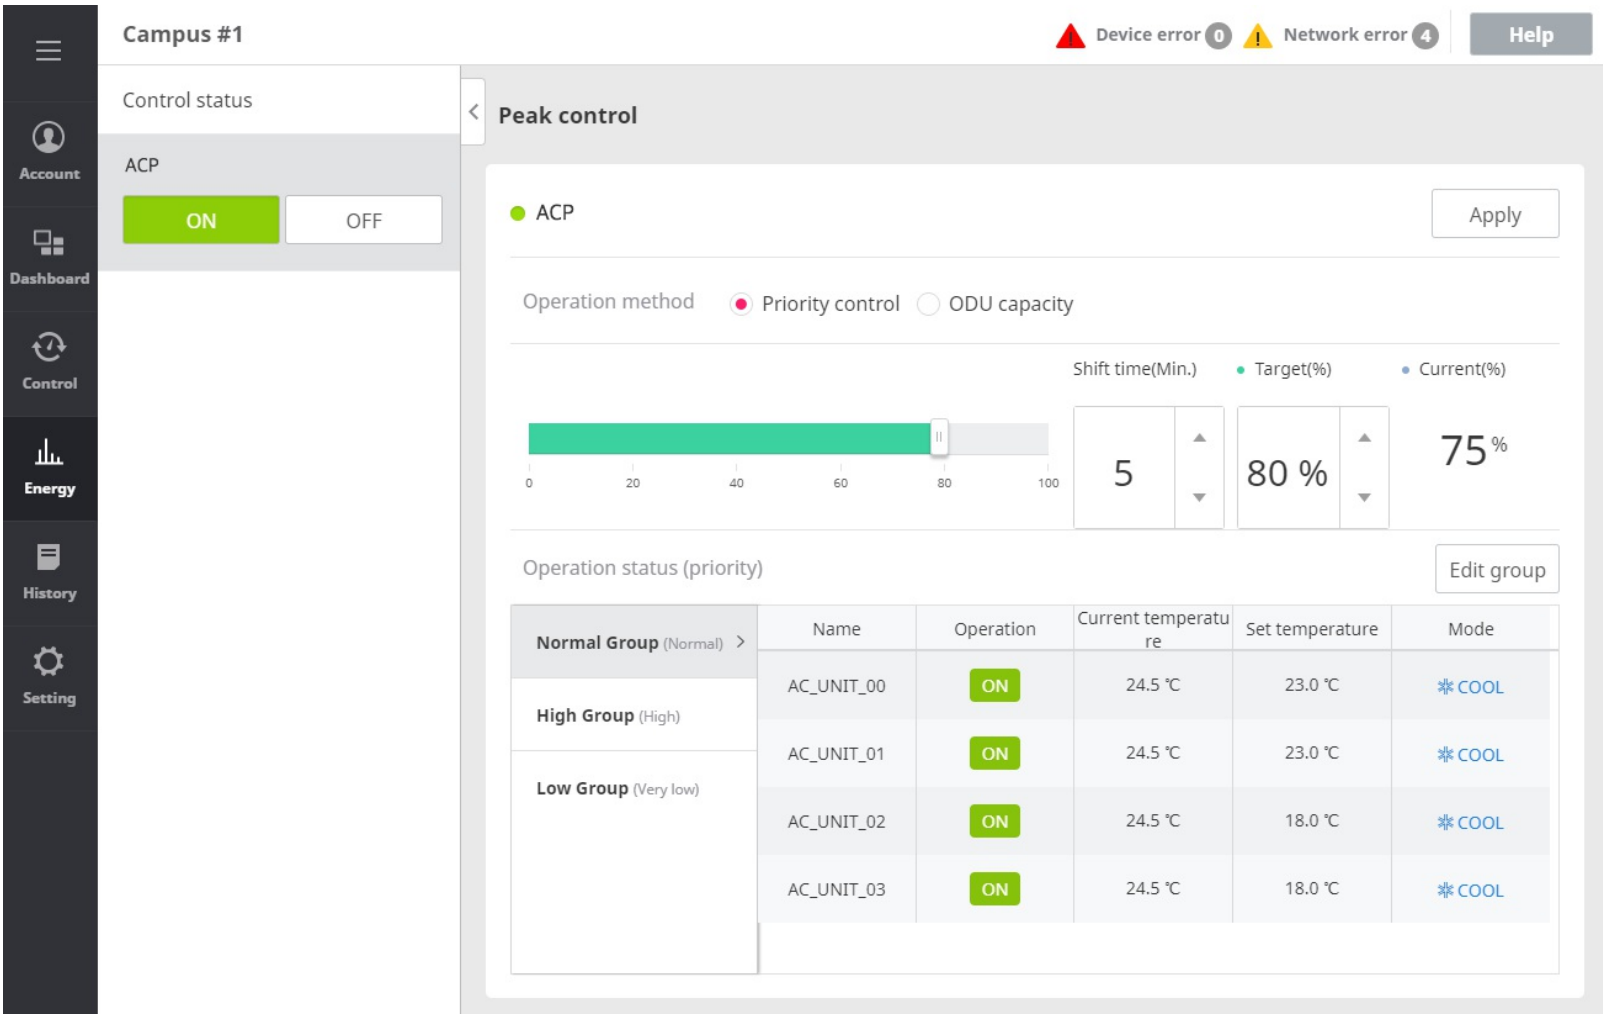 Campus #1
Device error 0
Network error 4
Help
Account
Dashboard
Control
Energy
History
Setting
Control status
ACP
ON OFF
Peak control
ACP
Apply
Operation method Priority control ODU capacity
Shift time(Min.) Target(%) Current(%)
0 20 40 60 80 100
5 80 % 75%
Operation status (priority)
Edit group
Normal Group (Normal)
High Group (High)
Low Group (Very low)
Name Operation Current temperatu
re Set temperature Mode
AC_UNIT_00 ON 24.5 ℃ 23.0 ℃ COOL
AC_UNIT_01 ON 24.5 ℃ 23.0 ℃ COOL
AC_UNIT_02 ON 24.5 ℃ 18.0 ℃ COOL
AC_UNIT_03 ON 24.5 ℃ 18.0 ℃ COOL